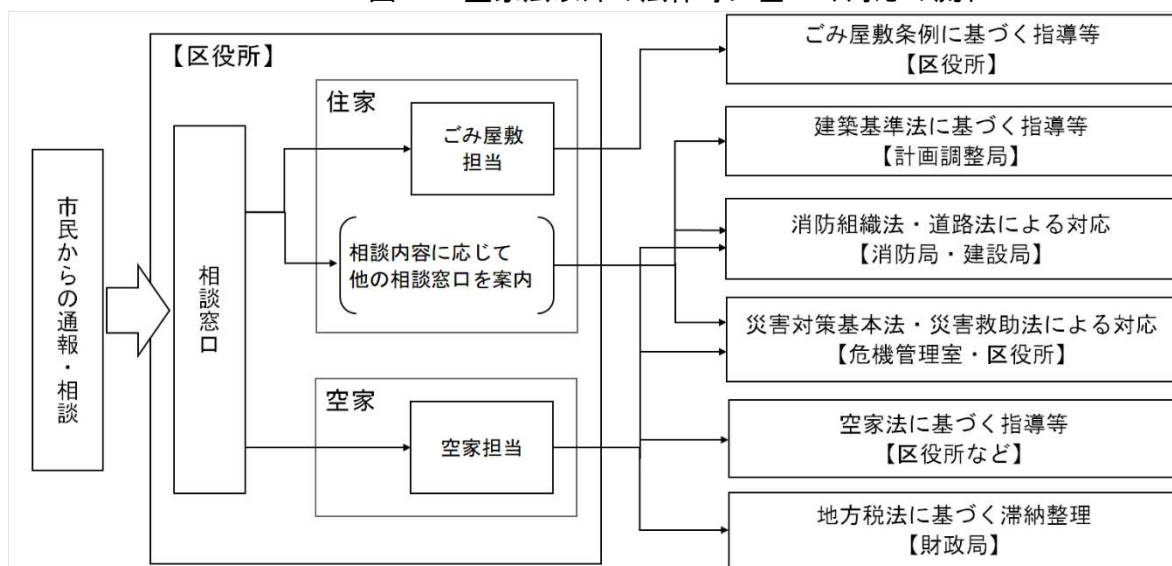 【区役所】
市民からの通報・相談
相談窓口
住家
ごみ屋敷
担当
相談内容に応じて
他の相談窓口を案内
空家
空家担当
ごみ屋敷条例に基づく指導等
【区役所】
建築基準法に基づく指導等
【計画調整局】
消防組織法・道路法による対応
【消防局・建設局】
災害対策基本法・災害救助法による対応
【危機管理室・区役所】
空家法に基づく指導等
【区役所など】
地方税法に基づく滞納整理
【財政局】